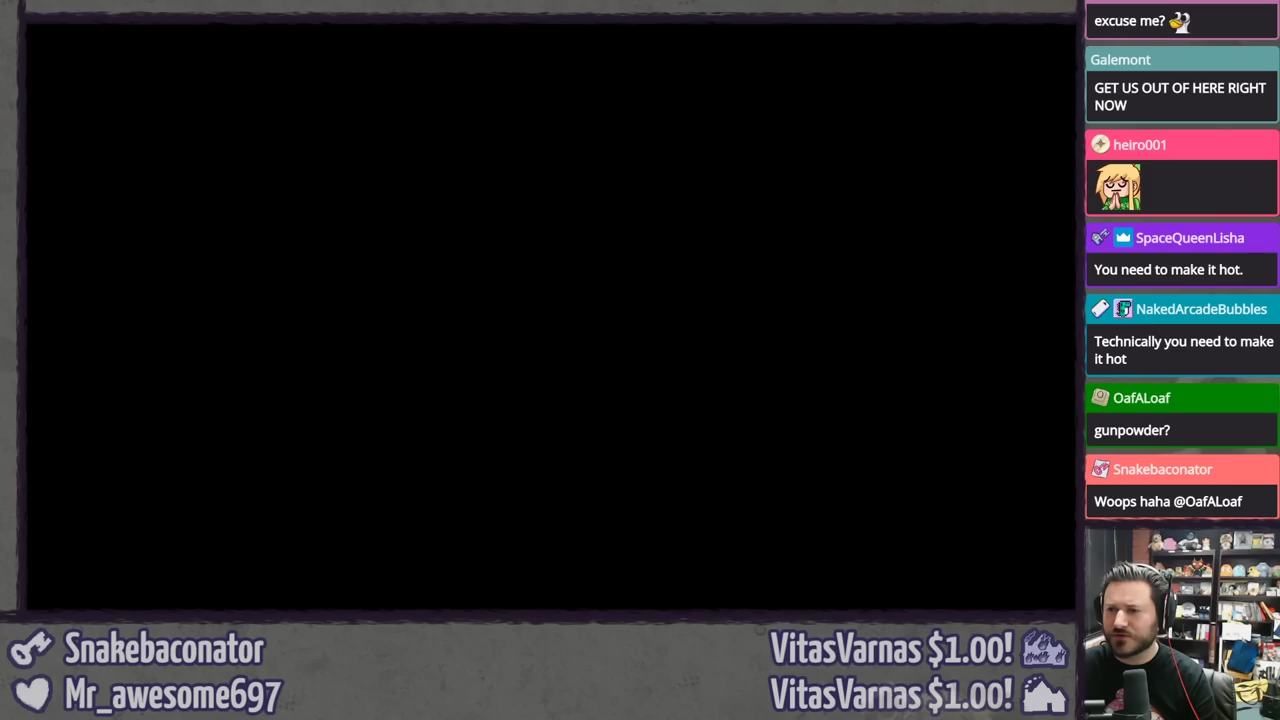 excuse me?
Galemont
GET US OUT OF HERE RIGHT
NOW
heiro001
SpaceQueenLisha
You need to make it hot.
NakedArcadeBubbles
Technically you need to make
it hot
OafALoaf
gunpowder?
Snakebaconator
Woops haha @OafALoaf
Snakebaconator
Mr_awesome697
VitasVarnas $1.00!
VitasVarnas $1.00!